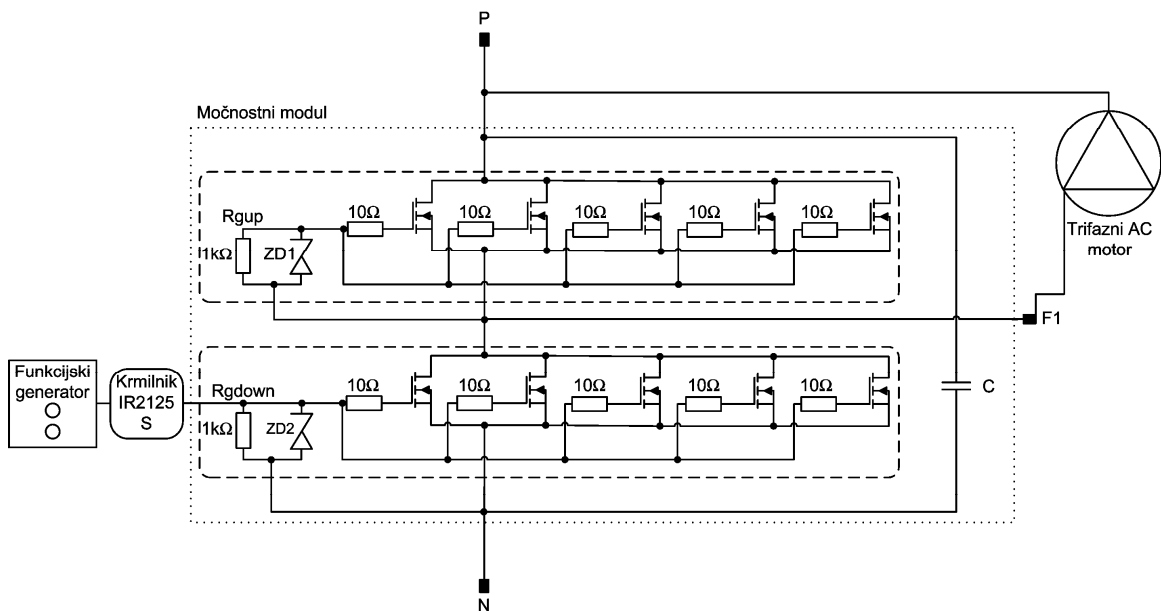 P
Močnostni modul
Rgup
10Ω
10Ω
10Ω
10Ω
10Ω
1kΩ
ZD1
Trifazni AC
motor
F1
Funkcijski
generator
Krmilnik
IR2125
S
Rgdown
10Ω
10Ω
10Ω
10Ω
10Ω
1kΩ
ZD2
C
N